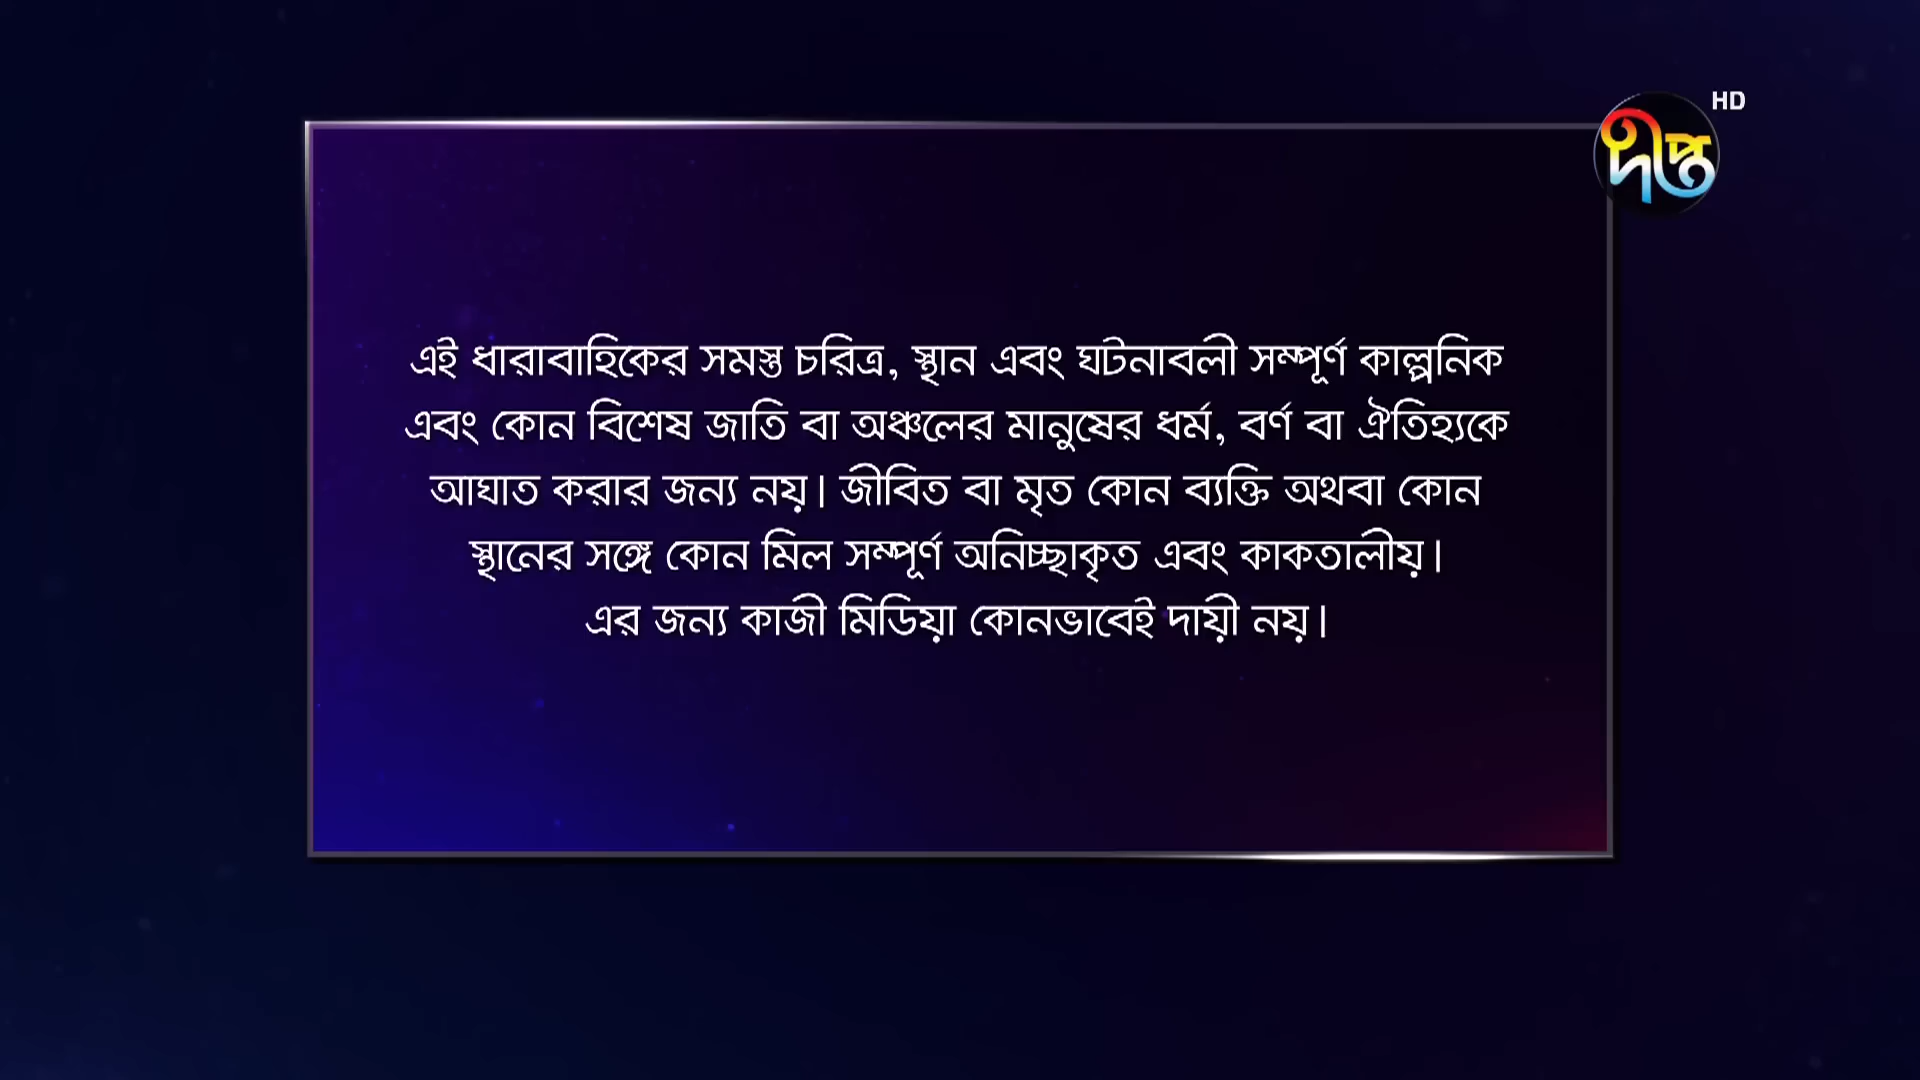 HD
দীপ্ত
এই ধারাবাহিকের সমস্ত চরিত্র, স্থান এবং ঘটনাবলী সম্পূর্ণ কাল্পনিক
এবং কোন বিশেষ জাতি বা অঞ্চলের মানুষের ধর্ম, বর্ণ বা ঐতিহ্যকে
আঘাত করার জন্য নয়। জীবিত বা মৃত কোন ব্যক্তি অথবা কোন
স্থানের সঙ্গে কোন মিল সম্পূর্ণ অনিচ্ছাকৃত এবং কাকতালীয়।
এর জন্য কাজী মিডিয়া কোনভাবেই দায়ী নয়।